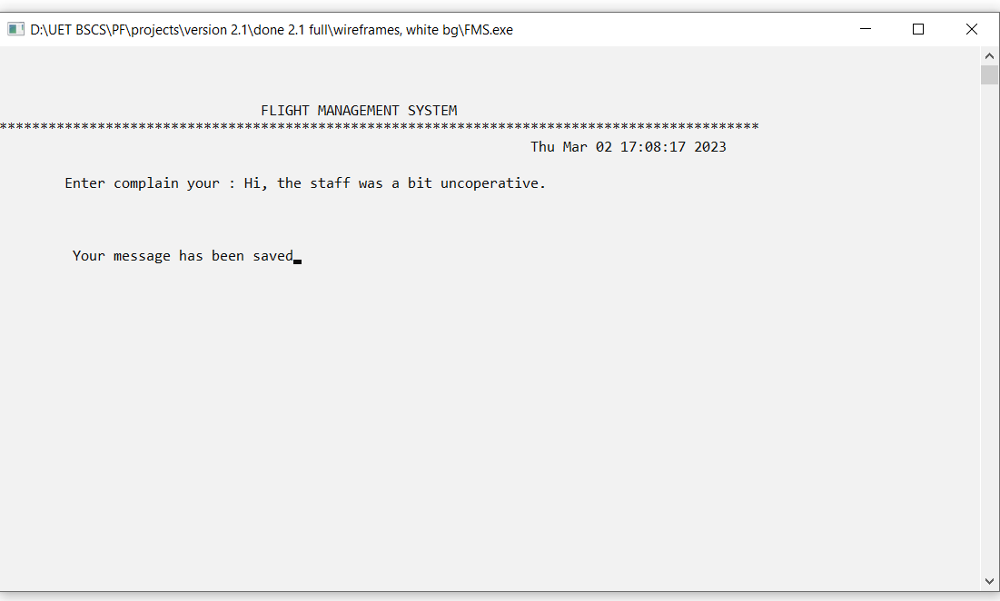 D:\UET BSCS\PF\projects\version 2.1\done 2.1 full\wireframes, white bg\FMS.exe
FLIGHT MANAGEMENT SYSTEM
*********************************************************************************************
Thu Mar 02 17:08:17 2023
Enter complain your : Hi, the staff was a bit uncoperative.
Your message has been saved